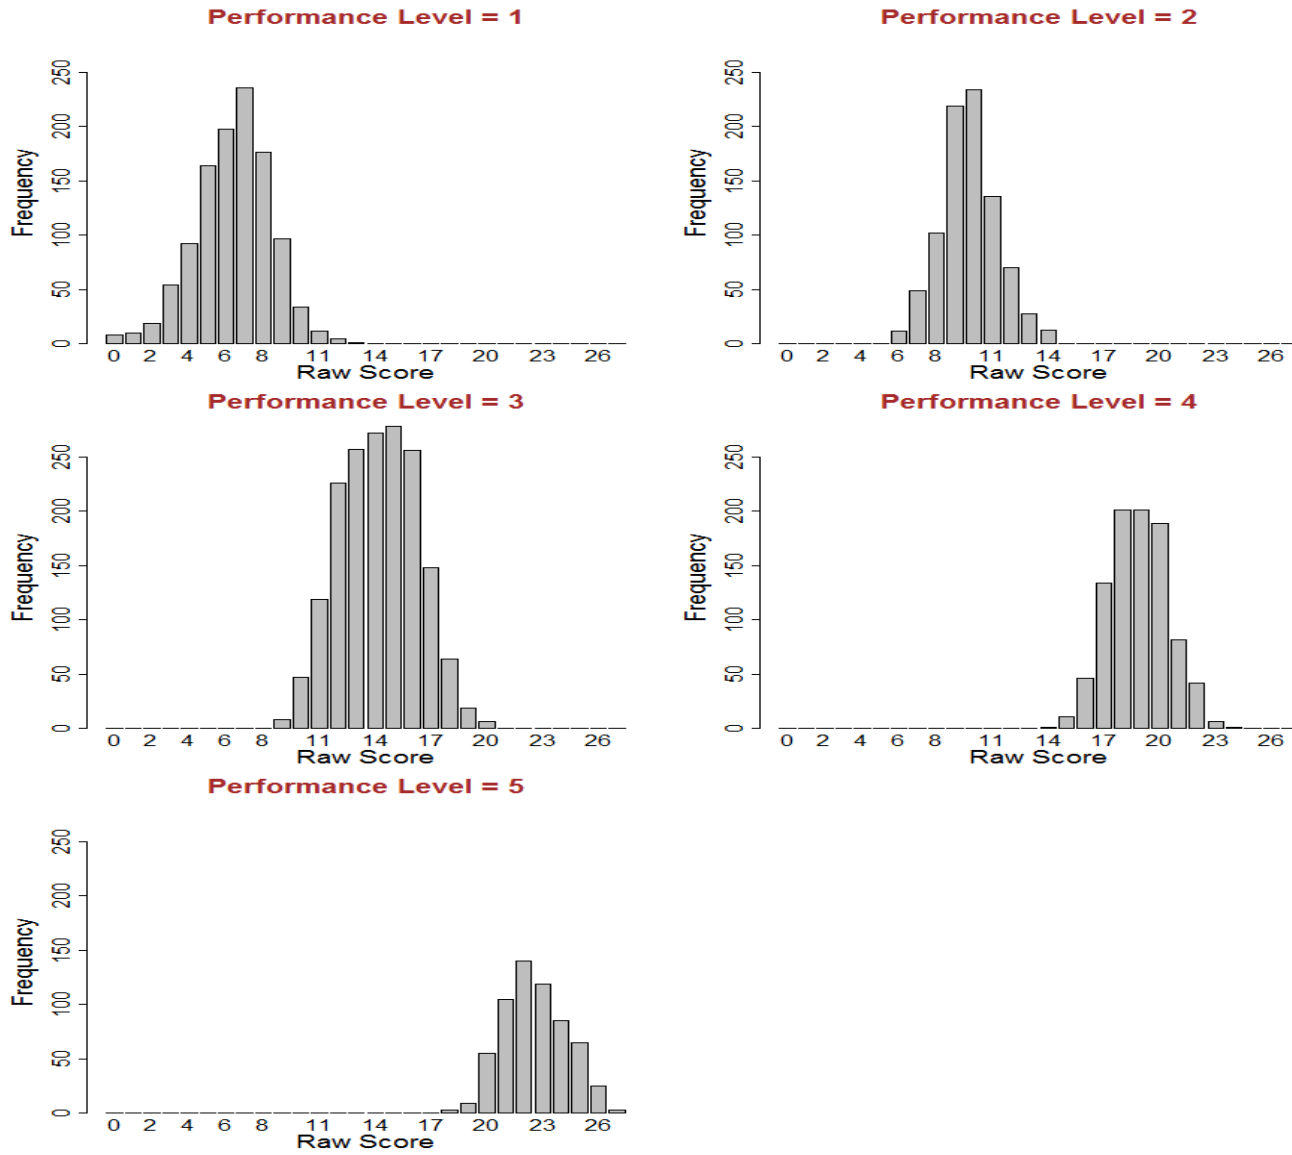 Performance Level = 1
250
200
150
100
50
0
Frequency
0 2 4 6 8 11 14 17 20 23 26
Raw Score
Performance Level = 2
250
200
150
100
50
0
Frequency
0 2 4 6 8 11 14 17 20 23 26
Raw Score
Performance Level = 3
250
200
150
100
50
0
Frequency
0 2 4 6 8 11 14 17 20 23 26
Raw Score
Performance Level = 4
250
200
150
100
50
0
Frequency
0 2 4 6 8 11 14 17 20 23 26
Raw Score
Performance Level = 5
250
200
150
100
50
0
Frequency
0 2 4 6 8 11 14 17 20 23 26
Raw Score